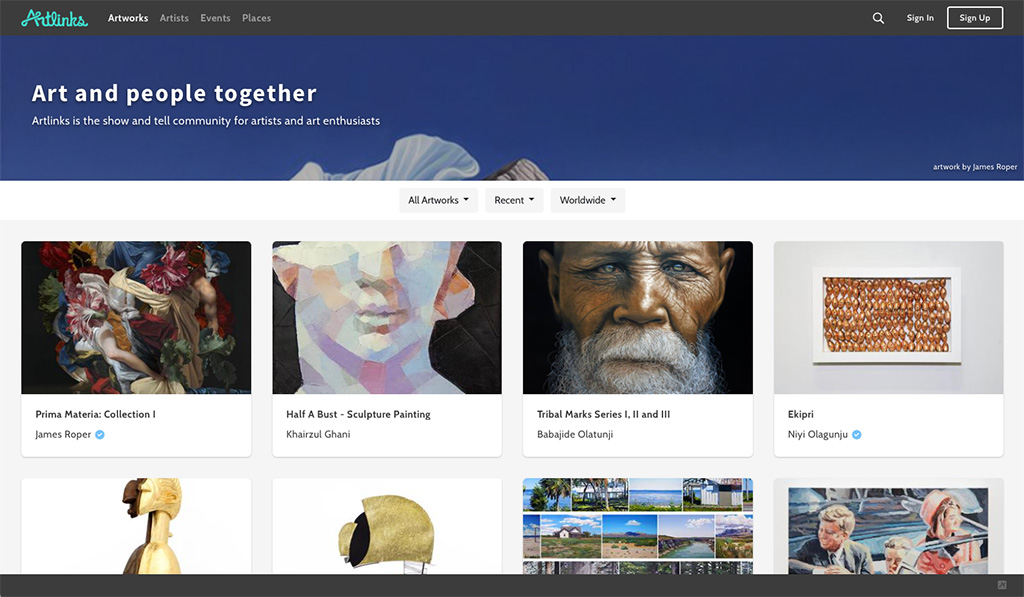 Artlinks
Artworks Artists Events Places
Sign In Sign Up
Art and people together
Artlinks is the show and tell community for artists and art enthusiasts
artwork by James Roper
All Artworks Recent Worldwide
Prima Materia: Collection I
James Roper
Half A Bust - Sculpture Painting
Khairzul Ghani
Tribal Marks Series I, II and III
Babajide Olatunji
Ekipri
Niyi Olagunju